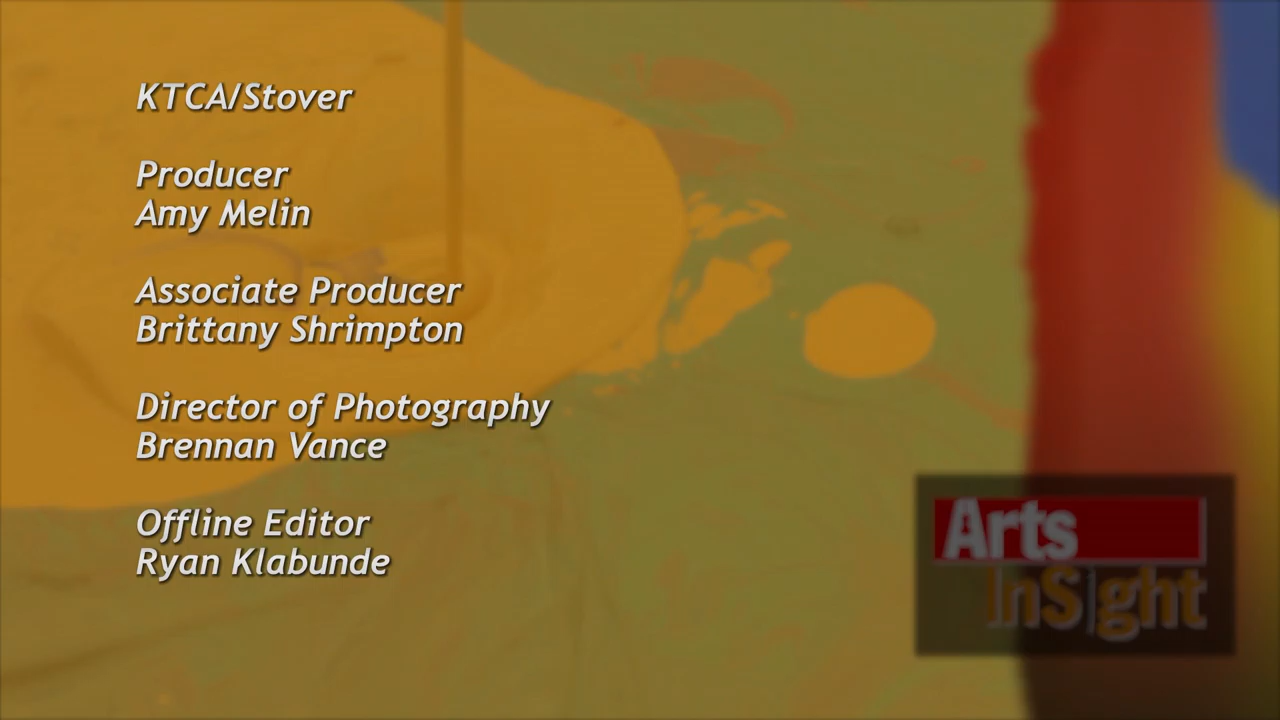 KTCA/Stover
Producer
Amy Melin
Associate Producer
Brittany Shrimpton
Director of Photography
Brennan Vance
Offline Editor
Ryan Klabunde
Arts
InSight